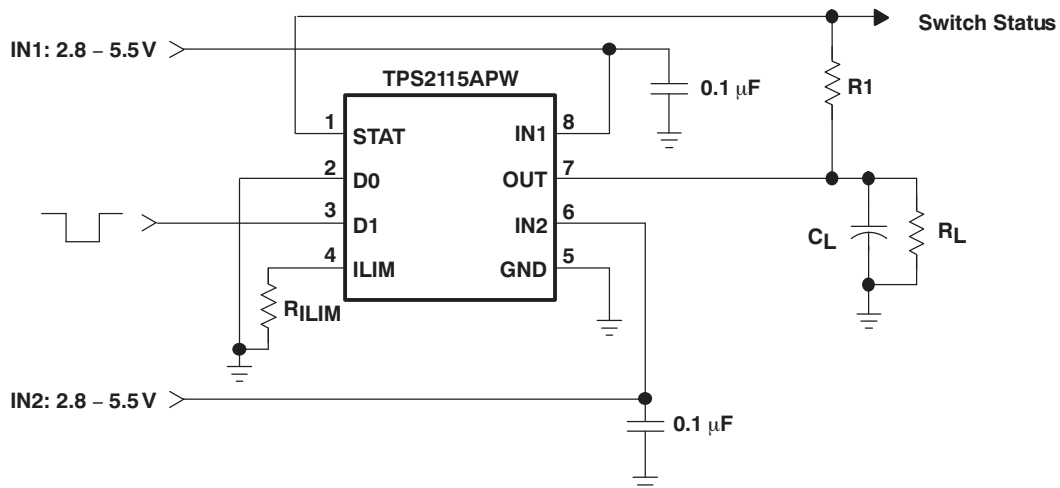 Switch Status
IN1: 2.8 – 5.5 V
TPS2115APW
0.1 μF
R1
1
STAT
IN1
8
2
D0
OUT
7
3
D1
IN2
6
4
ILIM
GND
5
CL
RL
RILIM
IN2: 2.8 – 5.5 V
0.1 μF